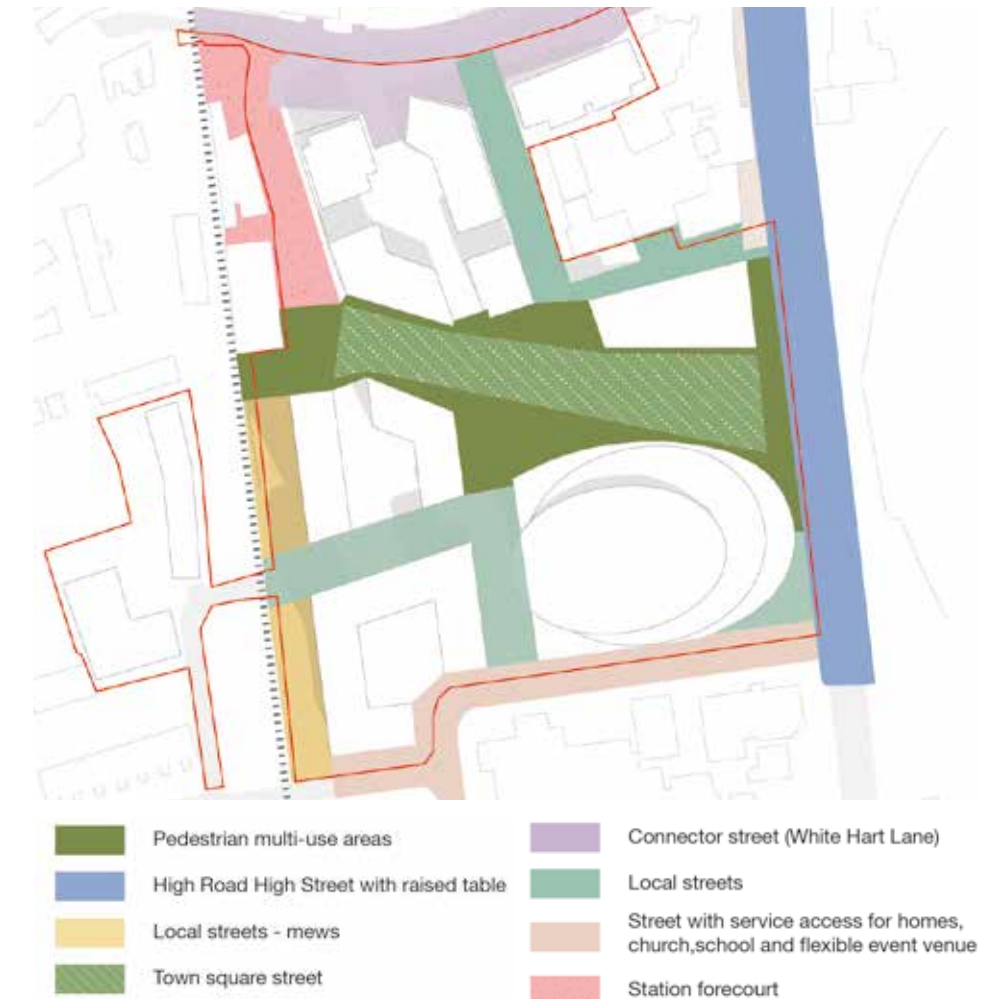 Pedestrian multi-use areas
High Road High Street with raised table
Local streets - mews
Town square street
Connector street (White Hart Lane)
Local streets
Street with service access for homes,
church,school and flexible event venue
Station forecourt